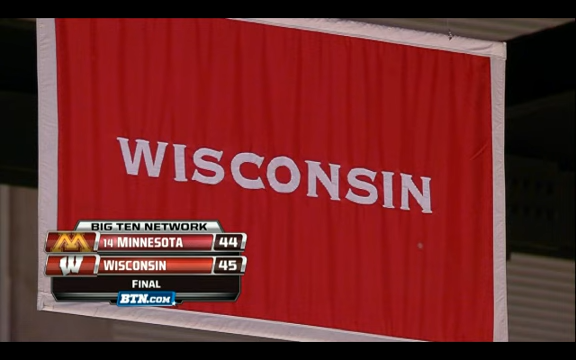 WISCONSIN
BIG TEN NETWORK
M 14 MINNESOTA 44
W WISCONSIN 45
FINAL
BTN.COM